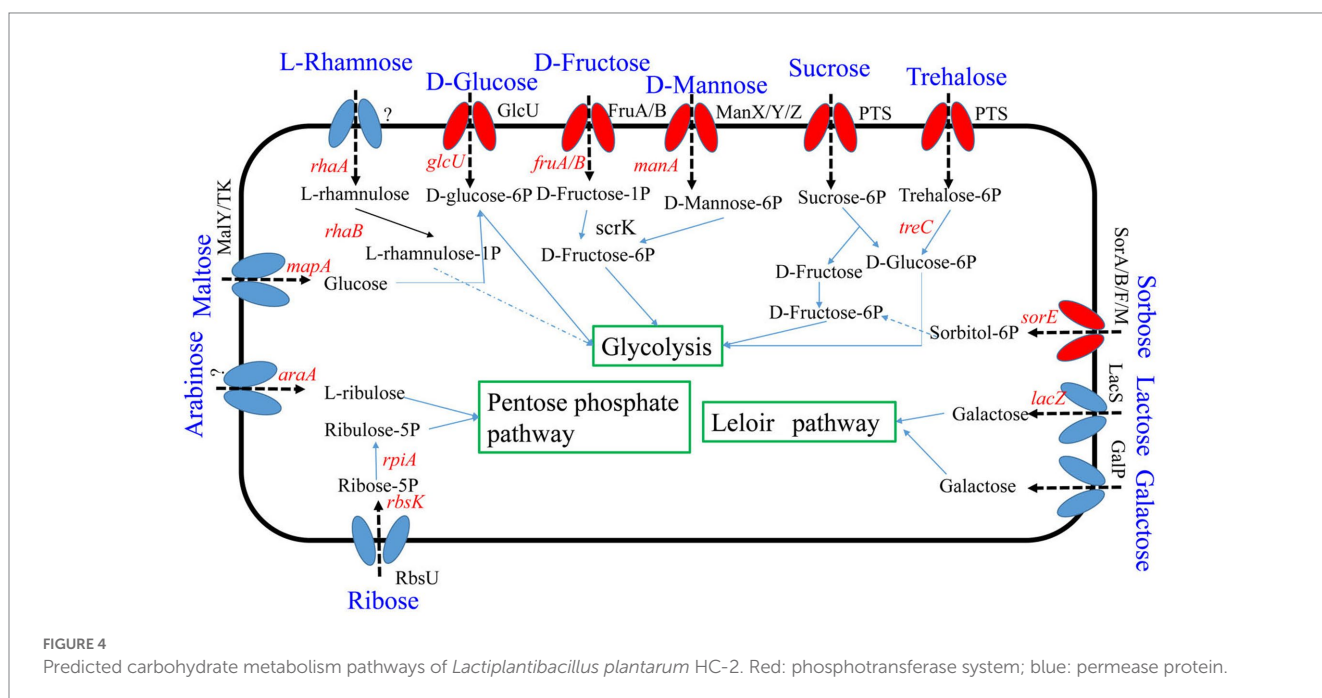 L-Rhamnose
D-Glucose
D-Fructose
D-Mannose
Sucrose
Trehalose
?
GlcU
FruA/B
ManX/Y/Z
PTS
PTS
rhaA
glcU
fruA/B
manA
L-rhamnulose
D-glucose-6P
D-Fructose-1P
D-Mannose-6P
Sucrose-6P
Trehalose-6P
rhaB
scrK
treC
L-rhamnulose-1P
D-Fructose-6P
D-Fructose
D-Glucose-6P
MalY/TK
Maltose
mapA
Glucose
D-Fructose-6P
Sorbitol-6P
sorE
SorA/B/F/M
Sorbose
Glycolysis
?
Arabinose
araA
L-ribulose
Pentose phosphate
pathway
Leloir pathway
Galactose
lacZ
LacS
Lactose
Ribulose-5P
rpiA
Ribose-5P
rbsK
Galactose
GalP
Galactose
RbsU
Ribose
FIGURE 4
Predicted carbohydrate metabolism pathways of Lactiplantibacillus plantarum HC-2. Red: phosphotransferase system; blue: permease protein.